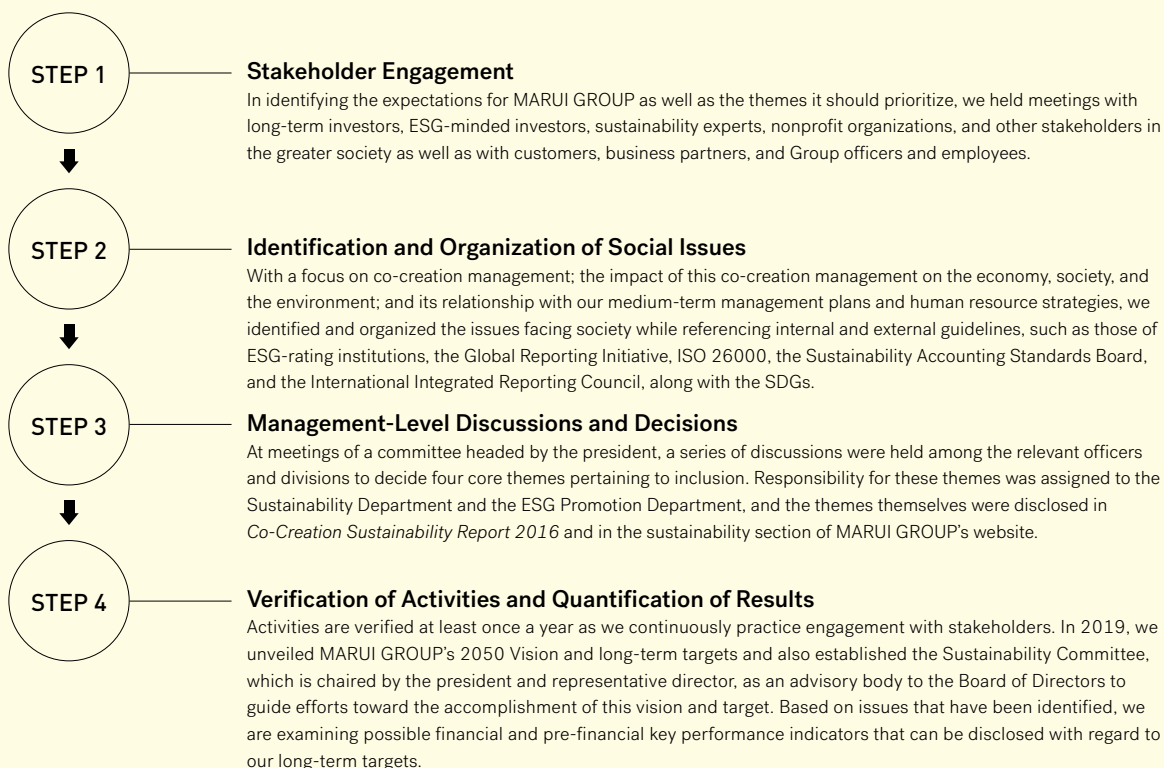 STEP 1
Stakeholder Engagement
In identifying the expectations for MARUI GROUP as well as the themes it should prioritize, we held meetings with
long-term investors, ESG-minded investors, sustainability experts, nonprofit organizations, and other stakeholders in
the greater society as well as with customers, business partners, and Group officers and employees.
STEP 2
Identification and Organization of Social Issues
With a focus on co-creation management; the impact of this co-creation management on the economy, society, and
the environment; and its relationship with our medium-term management plans and human resource strategies, we
identified and organized the issues facing society while referencing internal and external guidelines, such as those of
ESG-rating institutions, the Global Reporting Initiative, ISO 26000, the Sustainability Accounting Standards Board,
and the International Integrated Reporting Council, along with the SDGs.
STEP 3
Management-Level Discussions and Decisions
At meetings of a committee headed by the president, a series of discussions were held among the relevant officers
and divisions to decide four core themes pertaining to inclusion. Responsibility for these themes was assigned to the
Sustainability Department and the ESG Promotion Department, and the themes themselves were disclosed in
Co-Creation Sustainability Report 2016 and in the sustainability section of MARUI GROUP's website.
STEP 4
Verification of Activities and Quantification of Results
Activities are verified at least once a year as we continuously practice engagement with stakeholders. In 2019, we
unveiled MARUI GROUP's 2050 Vision and long-term targets and also established the Sustainability Committee,
which is chaired by the president and representative director, as an advisory body to the Board of Directors to
guide efforts toward the accomplishment of this vision and target. Based on issues that have been identified, we
are examining possible financial and pre-financial key performance indicators that can be disclosed with regard to
our long-term targets.